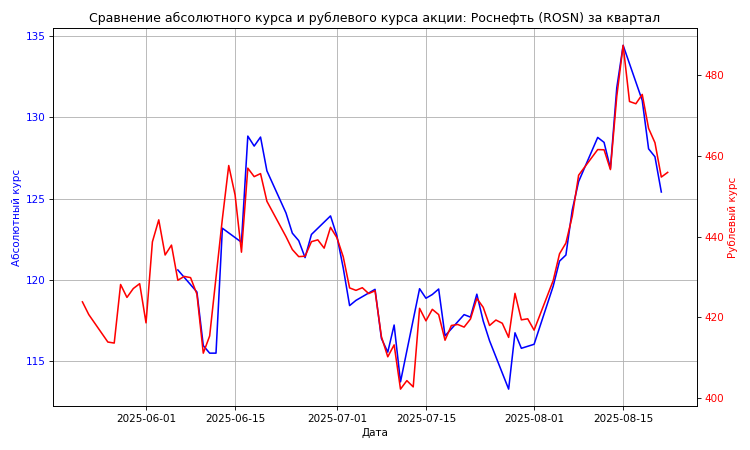 Сравнение абсолютного курса и рублевого курса акции: Роснефть (ROSN) за квартал
135
130
125
120
115
Абсолютный курс
480
460
440
420
400
Рублевый курс
2025-06-01 2025-06-15 2025-07-01 2025-07-15 2025-08-01 2025-08-15
Дата